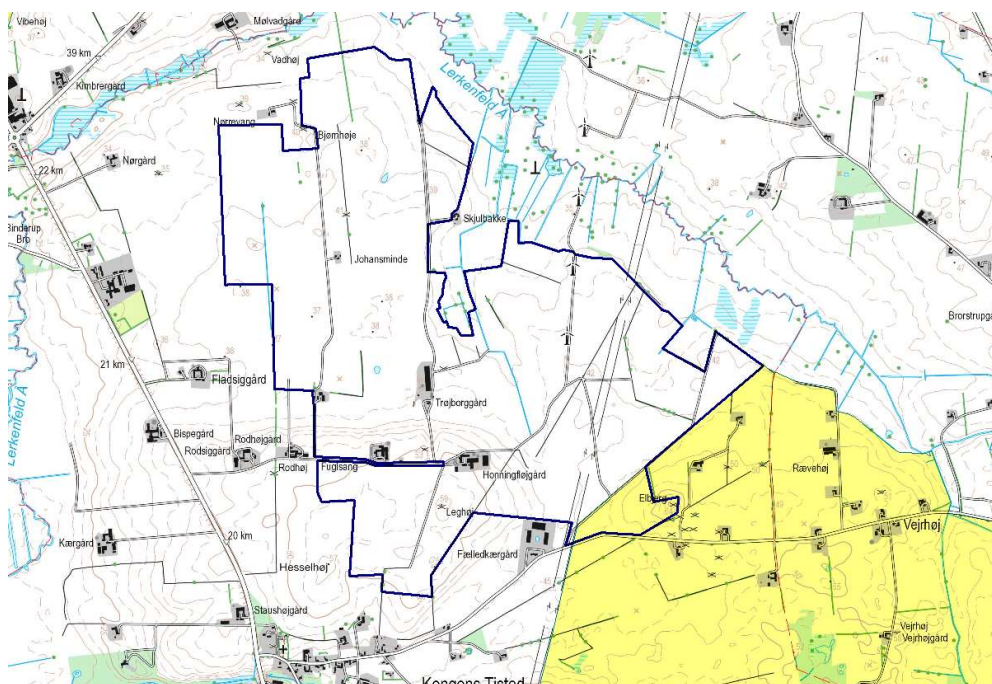 Vibehøj
Mølvadgård
39 km
Vadhøj
Kimbrergård
Lerkenfeld Å
Nørrevang
Bjørnhøje
Nørgård
22 km
Skjulbakke
Binderup
Bro
Johansminde
Brorstrupga
21 km
Fladsiggård
Trøjborggård
Lerkenfeld Å
Bispegård
Rodsiggård
Rodhøjgård
Rodhøj
Fuglsang
Honningfløjgård
Rævehøj
Elbjerg
Leghøj
Vejrhøj
Kærgård
20 km
Fælledkærgård
Hesselhøj
Staushøjgård
Vejrhøj
Vejrhøjgård
Kongens Tisted